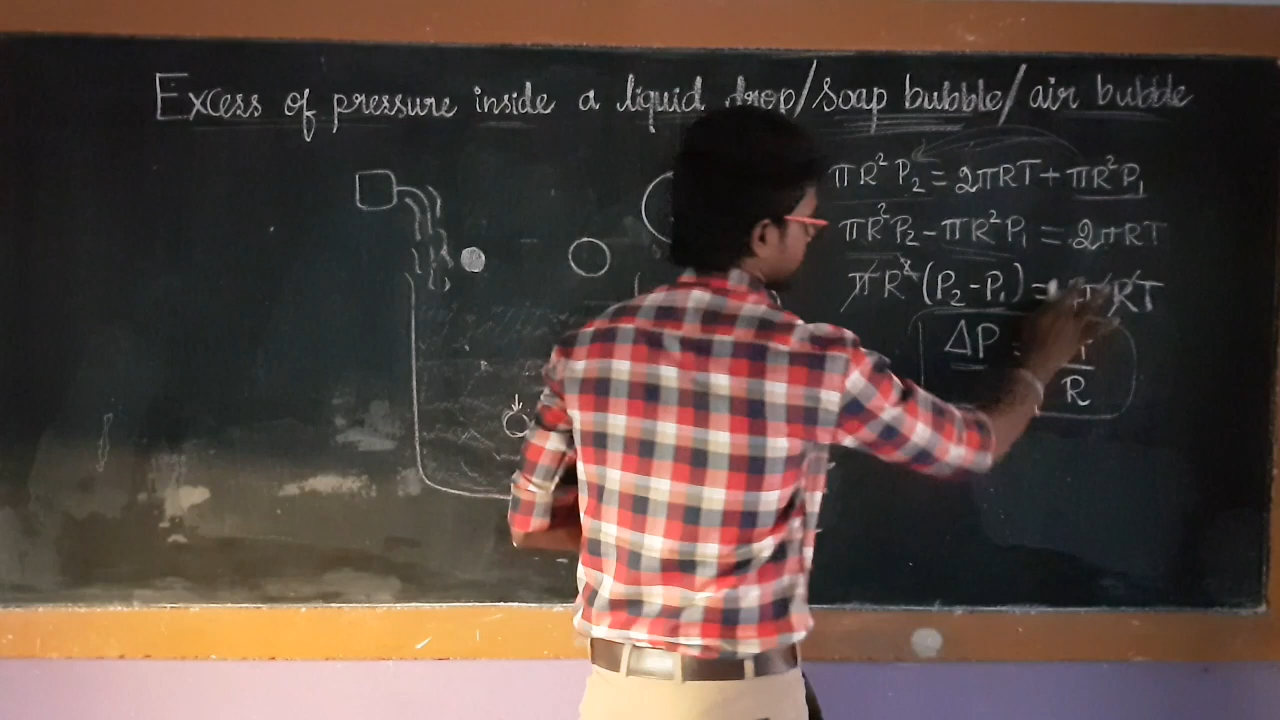 Excess of pressure inside a liquid drop/soap bubble/air bubble
πR²P₂ = 2πRT + πR²P₁
πR²P₂ - πR²P₁ = 2πRT
πR²(P₂-P₁) = RT
ΔP
R